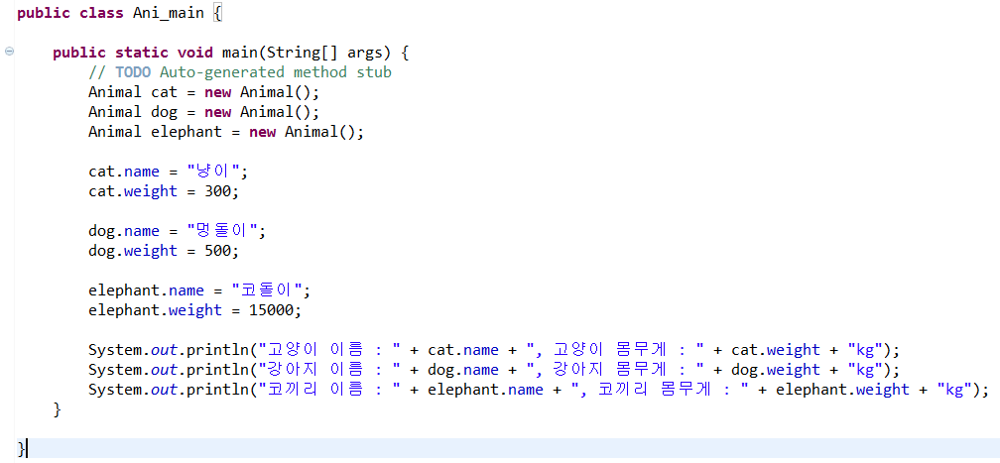 public class Ani_main {
public static void main(String[] args) {
// TODO Auto-generated method stub
Animal cat = new Animal();
Animal dog = new Animal();
Animal elephant = new Animal();
cat.name = "냥이";
cat.weight = 300;
dog.name = "멍돌이";
dog.weight = 500;
elephant.name = "코돌이";
elephant.weight = 15000;
System.out.println("고양이 이름 : " + cat.name + ", 고양이 몸무게 : " + cat.weight + "kg");
System.out.println("강아지 이름 : " + dog.name + ", 강아지 몸무게 : " + dog.weight + "kg");
System.out.println("코끼리 이름 : " + elephant.name + ", 코끼리 몸무게 : " + elephant.weight + "kg");
}
}